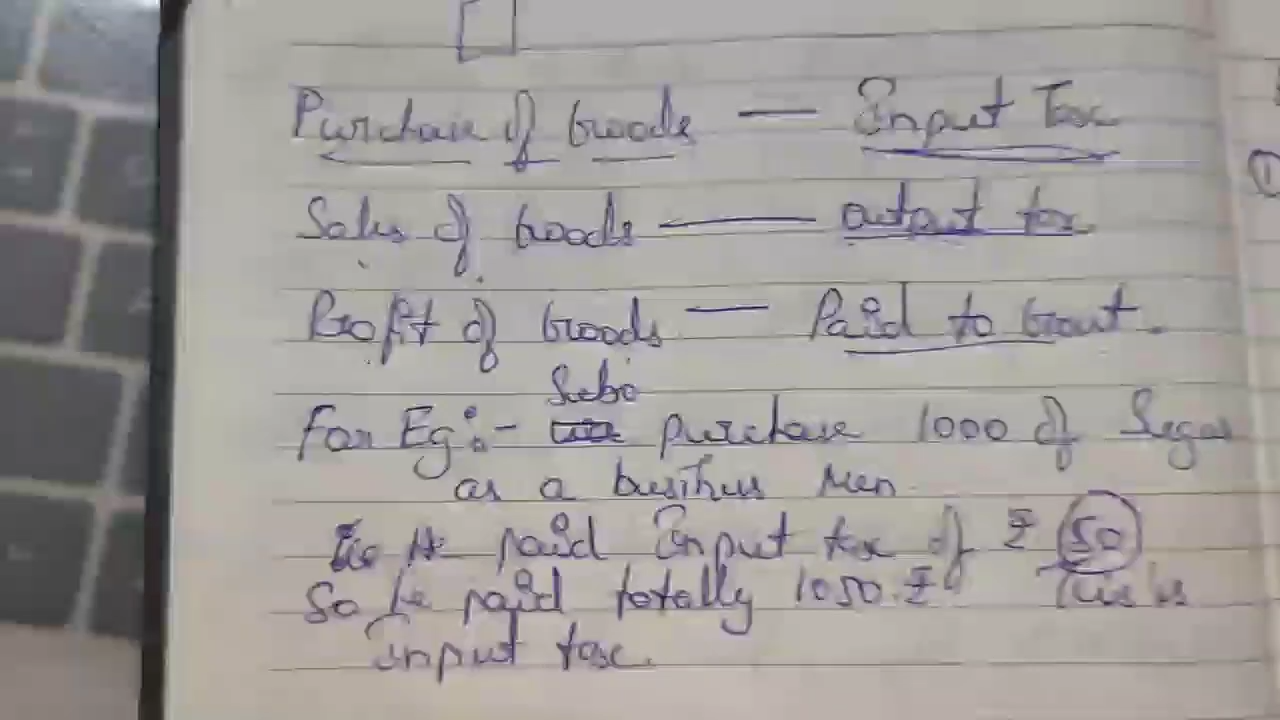 Purchase of Goods — Input Tax
Sales of Goods — output tax
Profit of Goods — Paid to Govt.
Sebo
For Eg:- purchase 1000 of Sugar
as a business Men
He paid Input tax of ₹ 50
So he paid totally 1050 ₹ this is
Input tax.